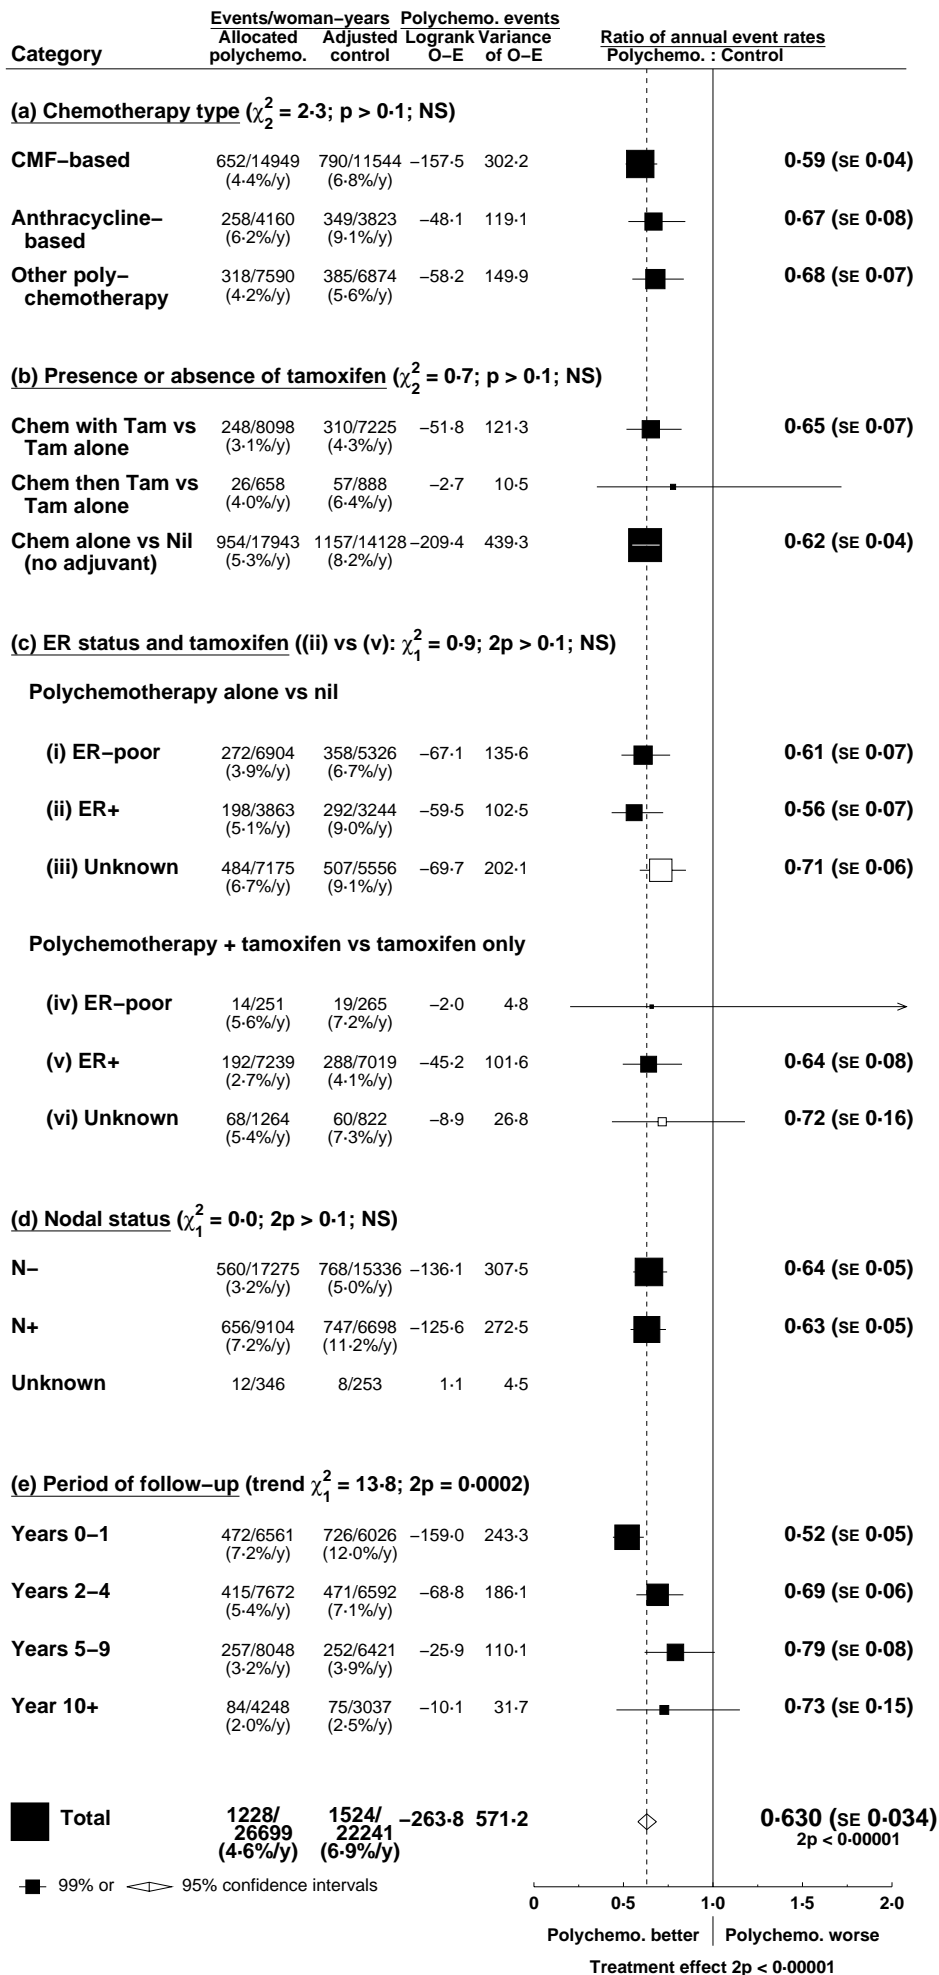 Events/woman−years Polychemo. events
Allocated Adjusted Logrank Variance Ratio of annual event rates
Category polychemo. control O−E of O−E Polychemo. : Control
(a) Chemotherapy type (χ²₂ = 2·3; p > 0·1; NS)
CMF−based 652/14949 790/11544 −157·5 302·2 0·59 (SE 0·04)
(4·4%/y) (6·8%/y)
Anthracycline− 258/4160 349/3823 −48·1 119·1 0·67 (SE 0·08)
based (6·2%/y) (9·1%/y)
Other poly− 318/7590 385/6874 −58·2 149·9 0·68 (SE 0·07)
chemotherapy (4·2%/y) (5·6%/y)
(b) Presence or absence of tamoxifen (χ²₂ = 0·7; p > 0·1; NS)
Chem with Tam vs 248/8098 310/7225 −51·8 121·3 0·65 (SE 0·07)
Tam alone (3·1%/y) (4·3%/y)
Chem then Tam vs 26/658 57/888 −2·7 10·5
Tam alone (4·0%/y) (6·4%/y)
Chem alone vs Nil 954/17943 1157/14128 −209·4 439·3 0·62 (SE 0·04)
(no adjuvant) (5·3%/y) (8·2%/y)
(c) ER status and tamoxifen ((ii) vs (v): χ²₁ = 0·9; 2p > 0·1; NS)
Polychemotherapy alone vs nil
(i) ER−poor 272/6904 358/5326 −67·1 135·6 0·61 (SE 0·07)
(3·9%/y) (6·7%/y)
(ii) ER+ 198/3863 292/3244 −59·5 102·5 0·56 (SE 0·07)
(5·1%/y) (9·0%/y)
(iii) Unknown 484/7175 507/5556 −69·7 202·1 0·71 (SE 0·06)
(6·7%/y) (9·1%/y)
Polychemotherapy + tamoxifen vs tamoxifen only
(iv) ER−poor 14/251 19/265 −2·0 4·8
(5·6%/y) (7·2%/y)
(v) ER+ 192/7239 288/7019 −45·2 101·6 0·64 (SE 0·08)
(2·7%/y) (4·1%/y)
(vi) Unknown 68/1264 60/822 −8·9 26·8 0·72 (SE 0·16)
(5·4%/y) (7·3%/y)
(d) Nodal status (χ²₁ = 0·0; 2p > 0·1; NS)
N− 560/17275 768/15336 −136·1 307·5 0·64 (SE 0·05)
(3·2%/y) (5·0%/y)
N+ 656/9104 747/6698 −125·6 272·5 0·63 (SE 0·05)
(7·2%/y) (11·2%/y)
Unknown 12/346 8/253 1·1 4·5
(e) Period of follow−up (trend χ²₁ = 13·8; 2p = 0·0002)
Years 0−1 472/6561 726/6026 −159·0 243·3 0·52 (SE 0·05)
(7·2%/y) (12·0%/y)
Years 2−4 415/7672 471/6592 −68·8 186·1 0·69 (SE 0·06)
(5·4%/y) (7·1%/y)
Years 5−9 257/8048 252/6421 −25·9 110·1 0·79 (SE 0·08)
(3·2%/y) (3·9%/y)
Year 10+ 84/4248 75/3037 −10·1 31·7 0·73 (SE 0·15)
(2·0%/y) (2·5%/y)
Total 1228/ 1524/ −263·8 571·2 0·630 (SE 0·034)
26699 22241 2p < 0·00001
(4·6%/y) (6·9%/y)
99% or 95% confidence intervals
0 0·5 1·0 1·5 2·0
Polychemo. better Polychemo. worse
Treatment effect 2p < 0·00001